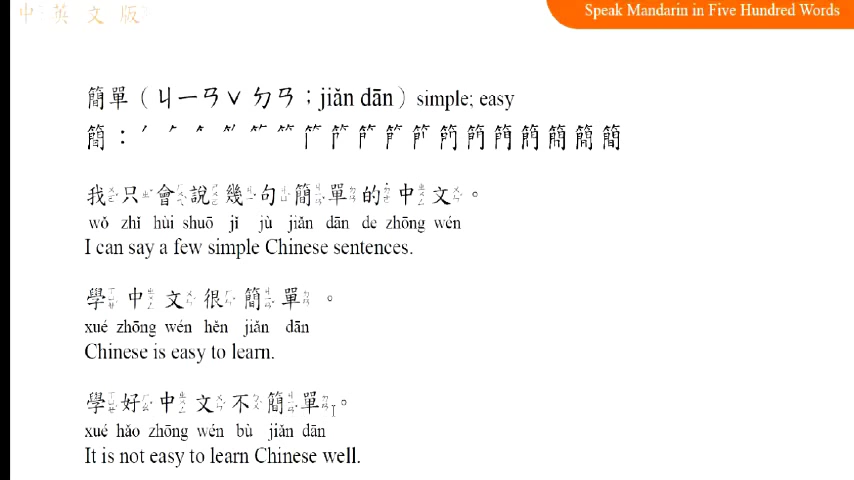 中英文版
Speak Mandarin in Five Hundred Words
簡單（ㄐㄧㄢˇ ㄉㄢ；jiǎn dān）simple; easy
簡：
我只會說幾句簡單的中文。
wǒ zhǐ hùi shuō jǐ jù jiǎn dān de zhōng wén
I can say a few simple Chinese sentences.
學中文很簡單。
xué zhōng wén hěn jiǎn dān
Chinese is easy to learn.
學好中文不簡單。
xué hǎo zhōng wén bù jiǎn dān
It is not easy to learn Chinese well.